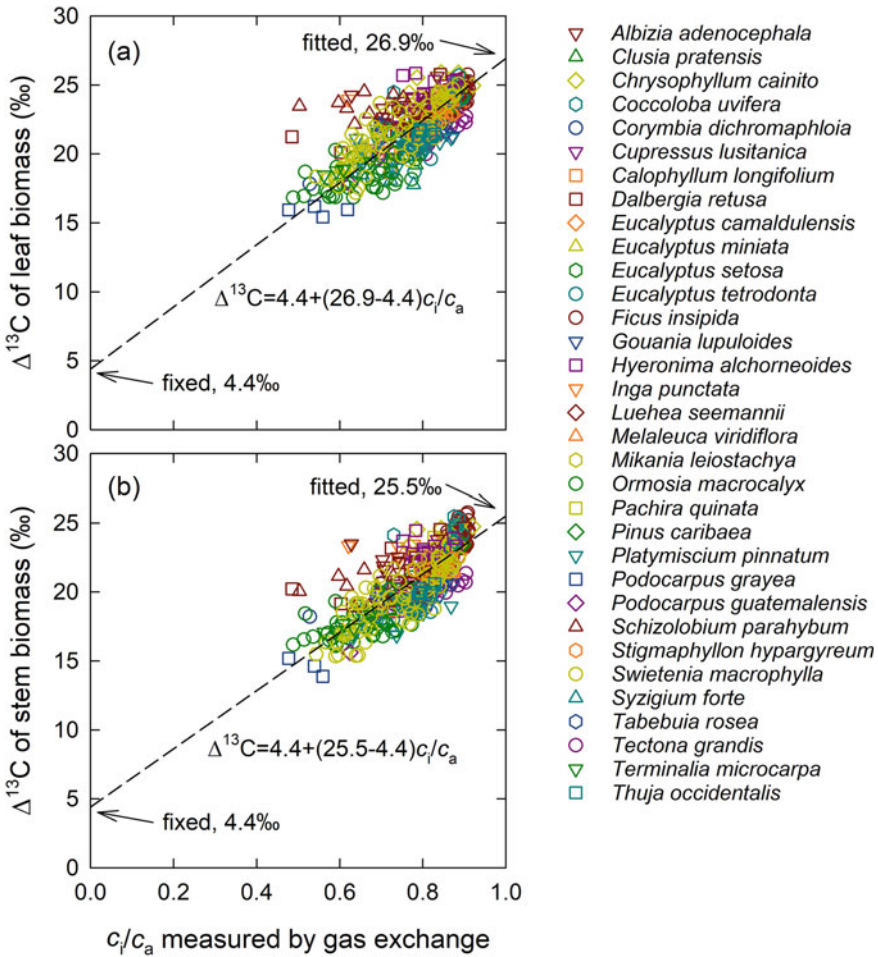 30
(a)
fitted, 26.9‰
25
20
15
10
5
0
Δ¹³C of leaf biomass (‰)
Δ¹³C=4.4+(26.9-4.4)cᵢ/cₐ
fixed, 4.4‰
30
(b)
fitted, 25.5‰
25
20
15
10
5
0
Δ¹³C of stem biomass (‰)
Δ¹³C=4.4+(25.5-4.4)cᵢ/cₐ
fixed, 4.4‰
0.0 0.2 0.4 0.6 0.8 1.0
cᵢ/cₐ measured by gas exchange
Albizia adenocephala
Clusia pratensis
Chrysophyllum cainito
Coccoloba uvifera
Corymbia dichromaphloia
Cupressus lusitanica
Calophyllum longifolium
Dalbergia retusa
Eucalyptus camaldulensis
Eucalyptus miniata
Eucalyptus setosa
Eucalyptus tetrodonta
Ficus insipida
Gouania lupuloides
Hyeronima alchorneoides
Inga punctata
Luehea seemannii
Melaleuca viridiflora
Mikania leiostachya
Ormosia macrocalyx
Pachira quinata
Pinus caribaea
Platymiscium pinnatum
Podocarpus grayea
Podocarpus guatemalensis
Schizolobium parahybum
Stigmaphyllon hypargyreum
Swietenia macrophylla
Syzigium forte
Tabebuia rosea
Tectona grandis
Terminalia microcarpa
Thuja occidentalis